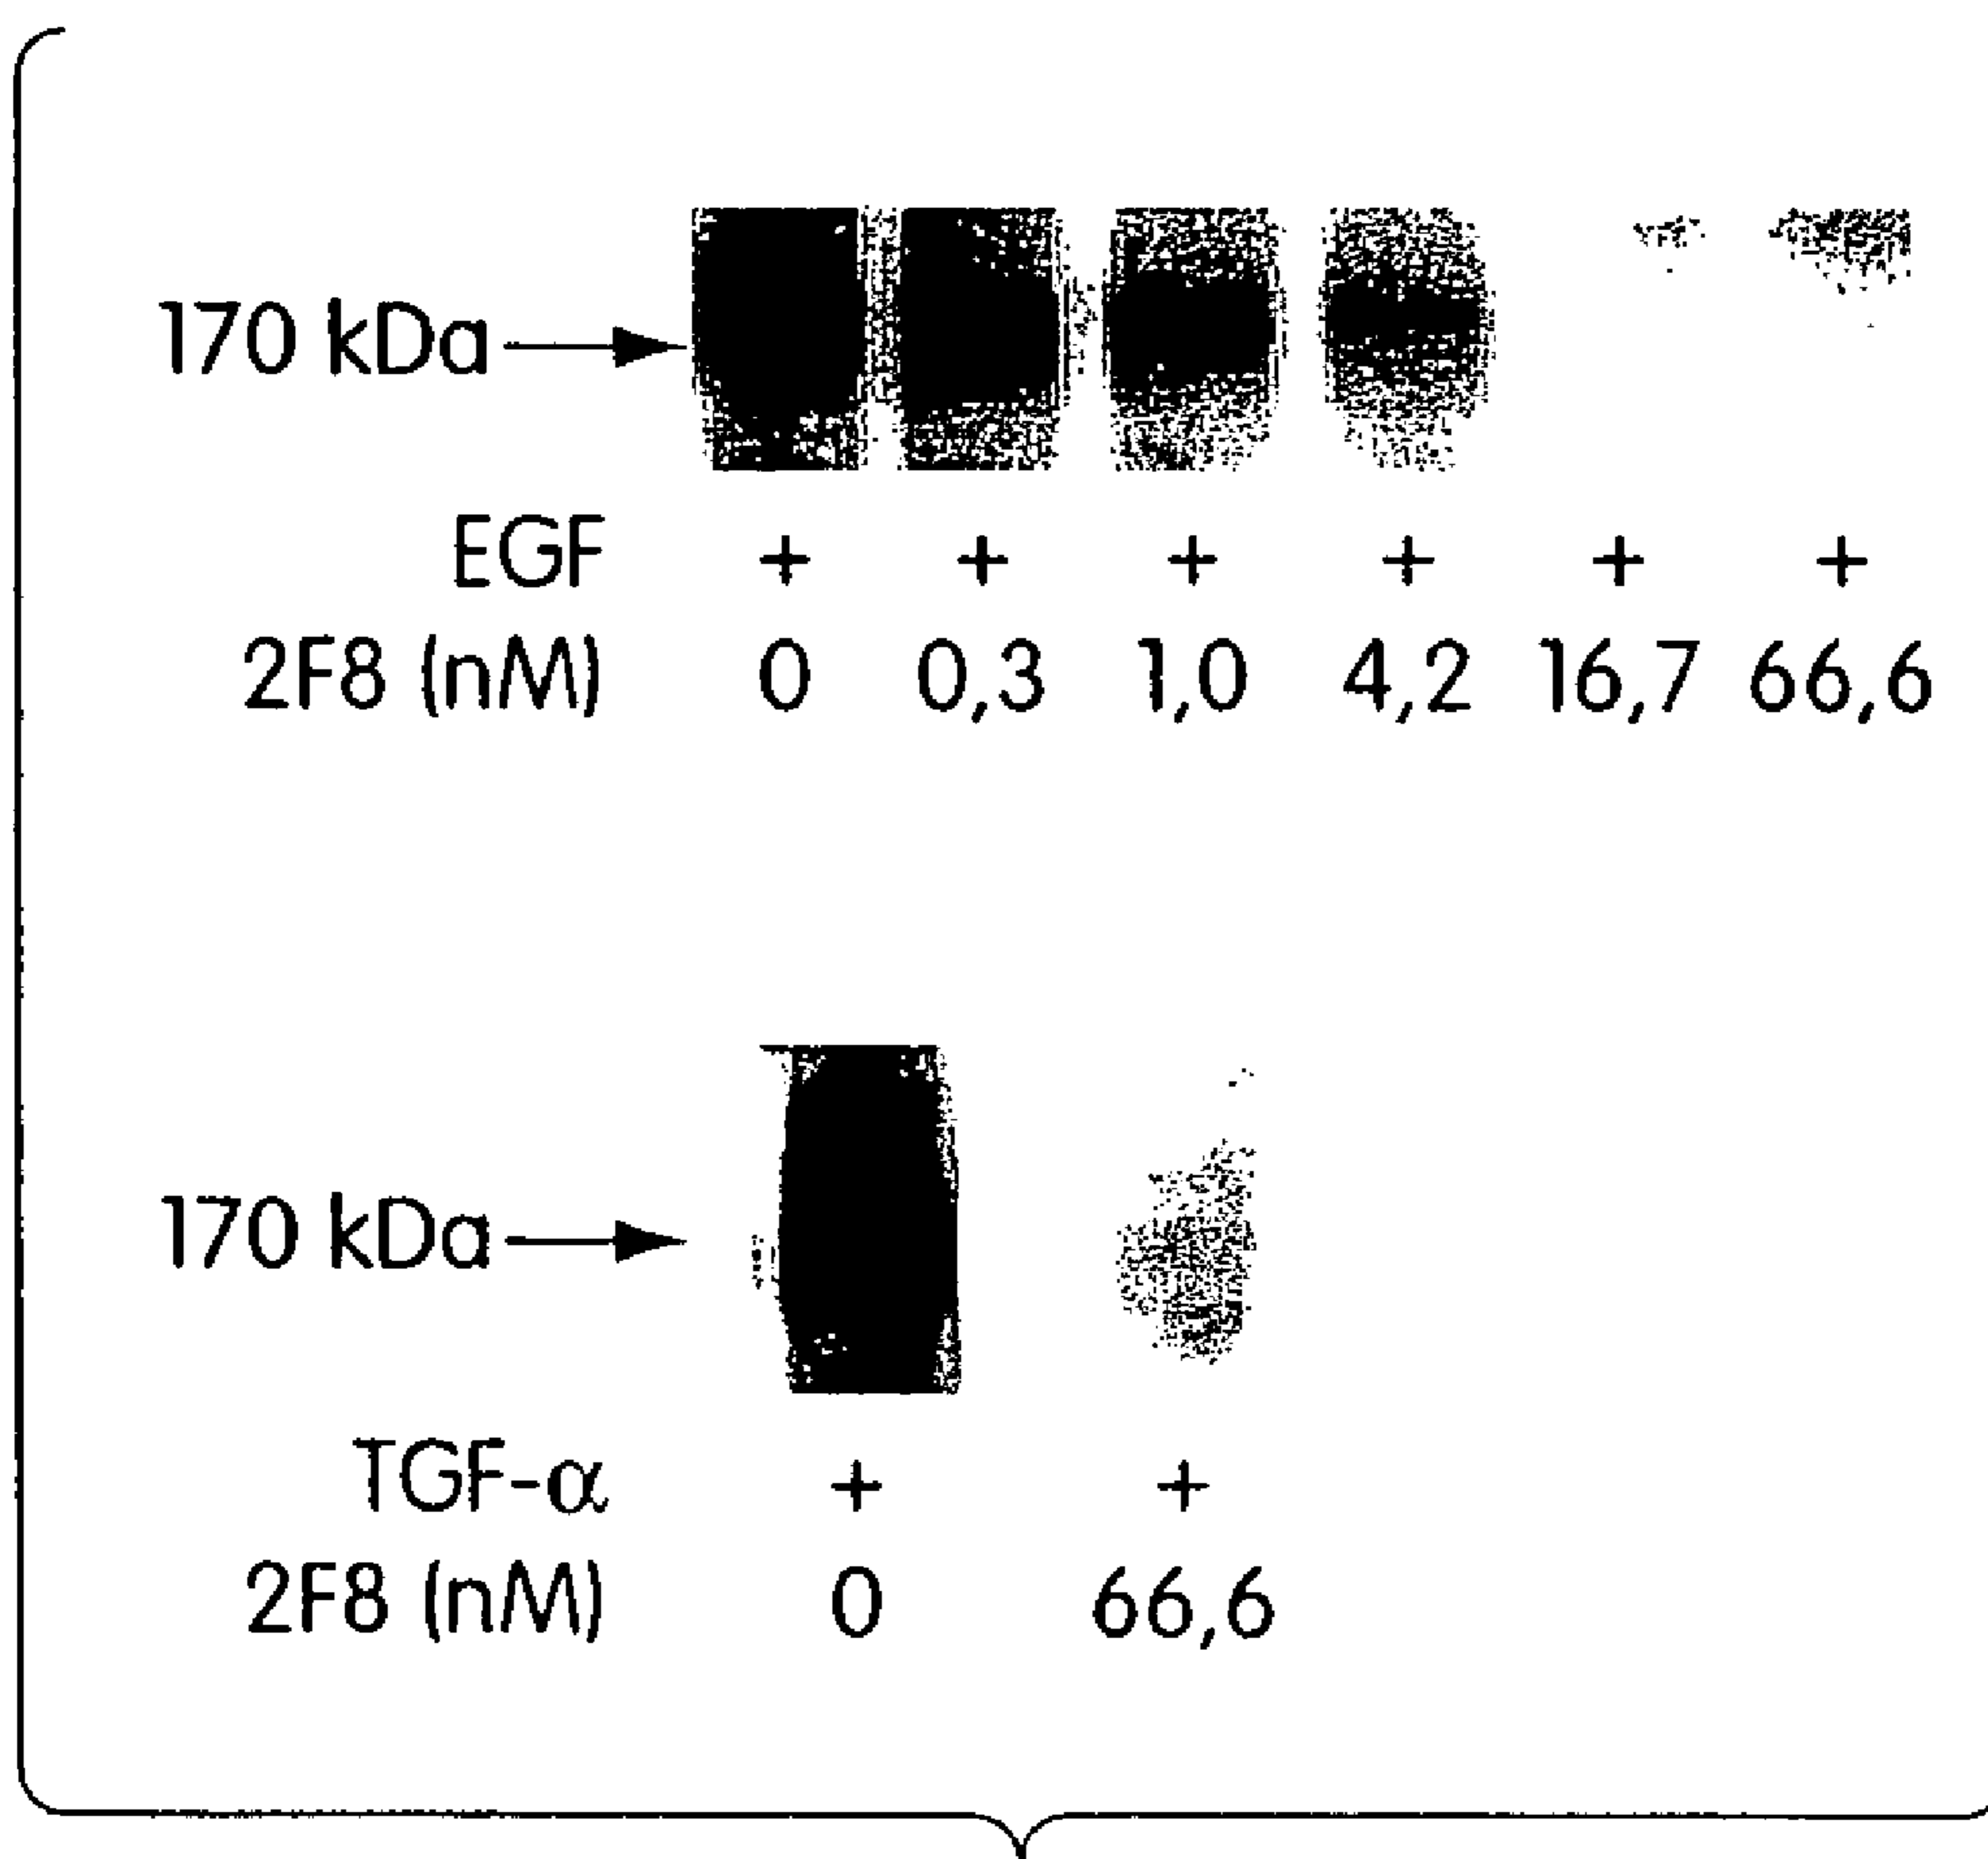 170 kDa
EGF + + + + + +
2F8 (nM) 0 0,3 1,0 4,2 16,7 66,6
170 kDa
TGF-α + +
2F8 (nM) 0 66,6